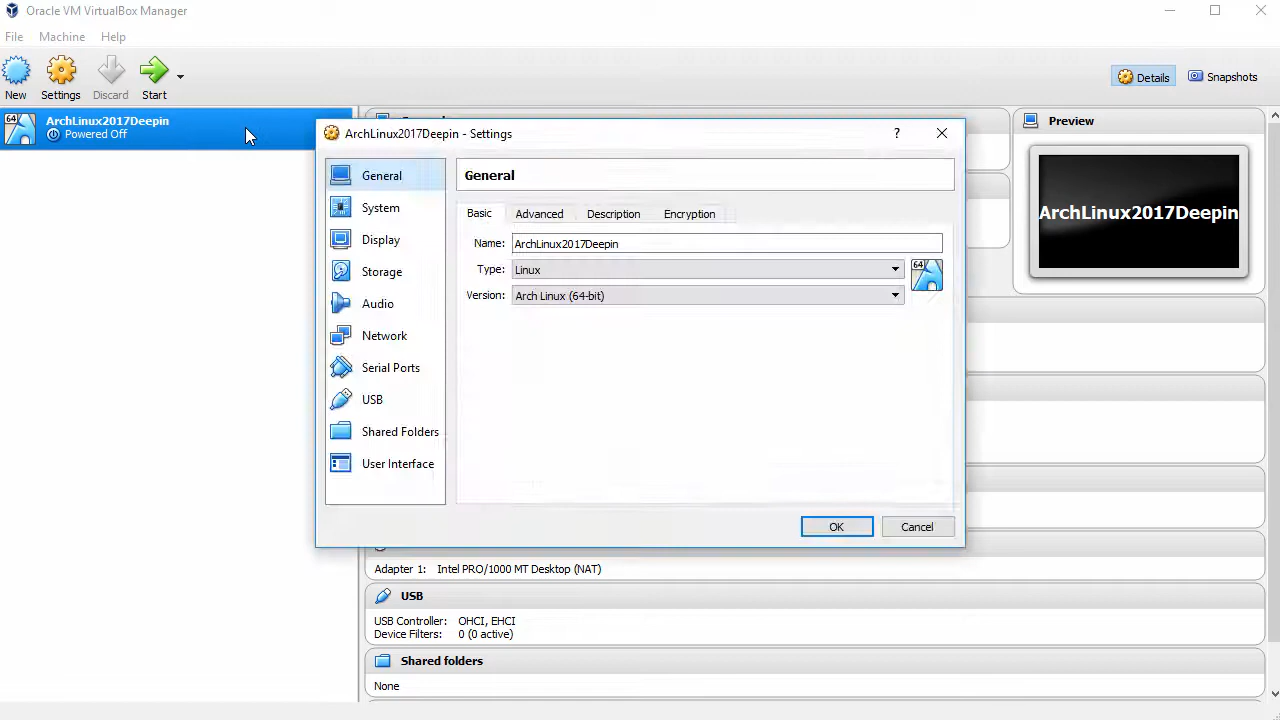 Oracle VM VirtualBox Manager
File Machine Help
New Settings Discard Start
Details Snapshots
64 ArchLinux2017Deepin
Powered Off
ArchLinux2017Deepin - Settings ?
Preview
ArchLinux2017Deepin
General
System
Display
Storage
Audio
Network
Serial Ports
USB
Shared Folders
User Interface
General
Basic Advanced Description Encryption
Name: ArchLinux2017Deepin
Type: Linux
64
Version: Arch Linux (64-bit)
OK Cancel
Adapter 1: Intel PRO/1000 MT Desktop (NAT)
USB
USB Controller: OHCI, EHCI
Device Filters: 0 (0 active)
Shared folders
None